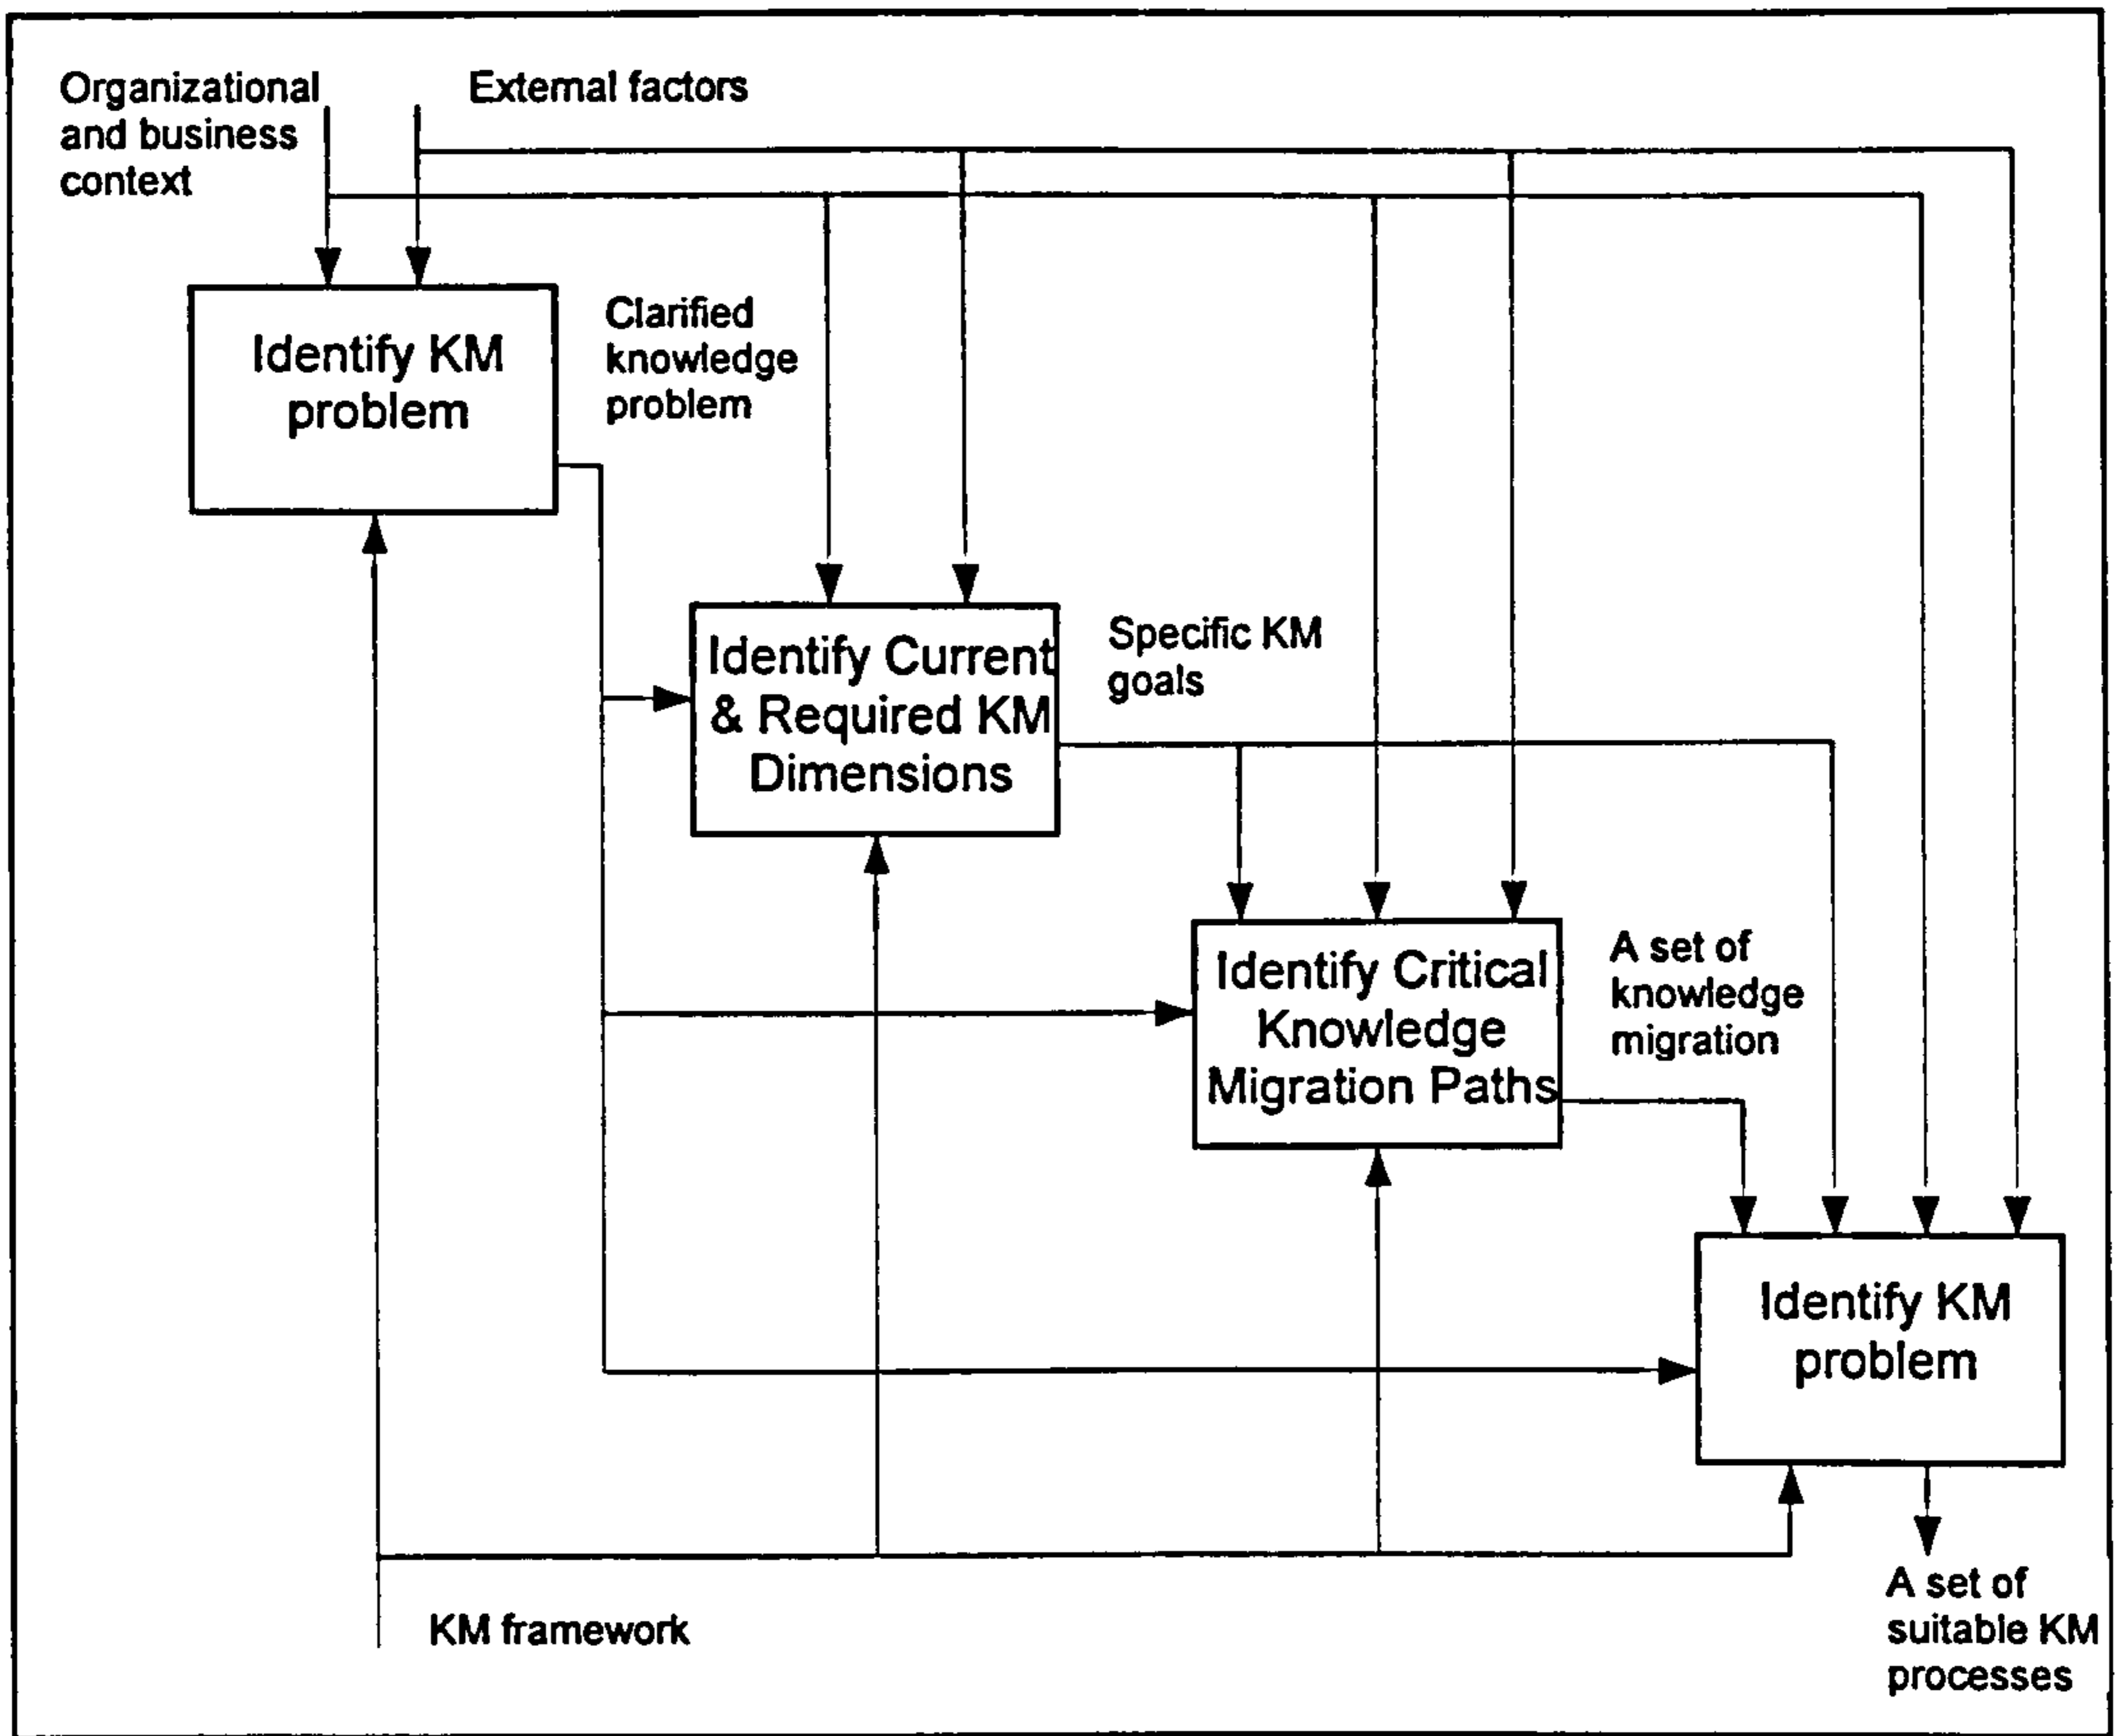 Organizational
and business
context
External factors
Identify KM
problem
Clarified
knowledge
problem
Identify Current
& Required KM
Dimensions
Specific KM
goals
Identify Critical
Knowledge
Migration Paths
A set of
knowledge
migration
Identify KM
problem
KM framework
A set of
suitable KM
processes